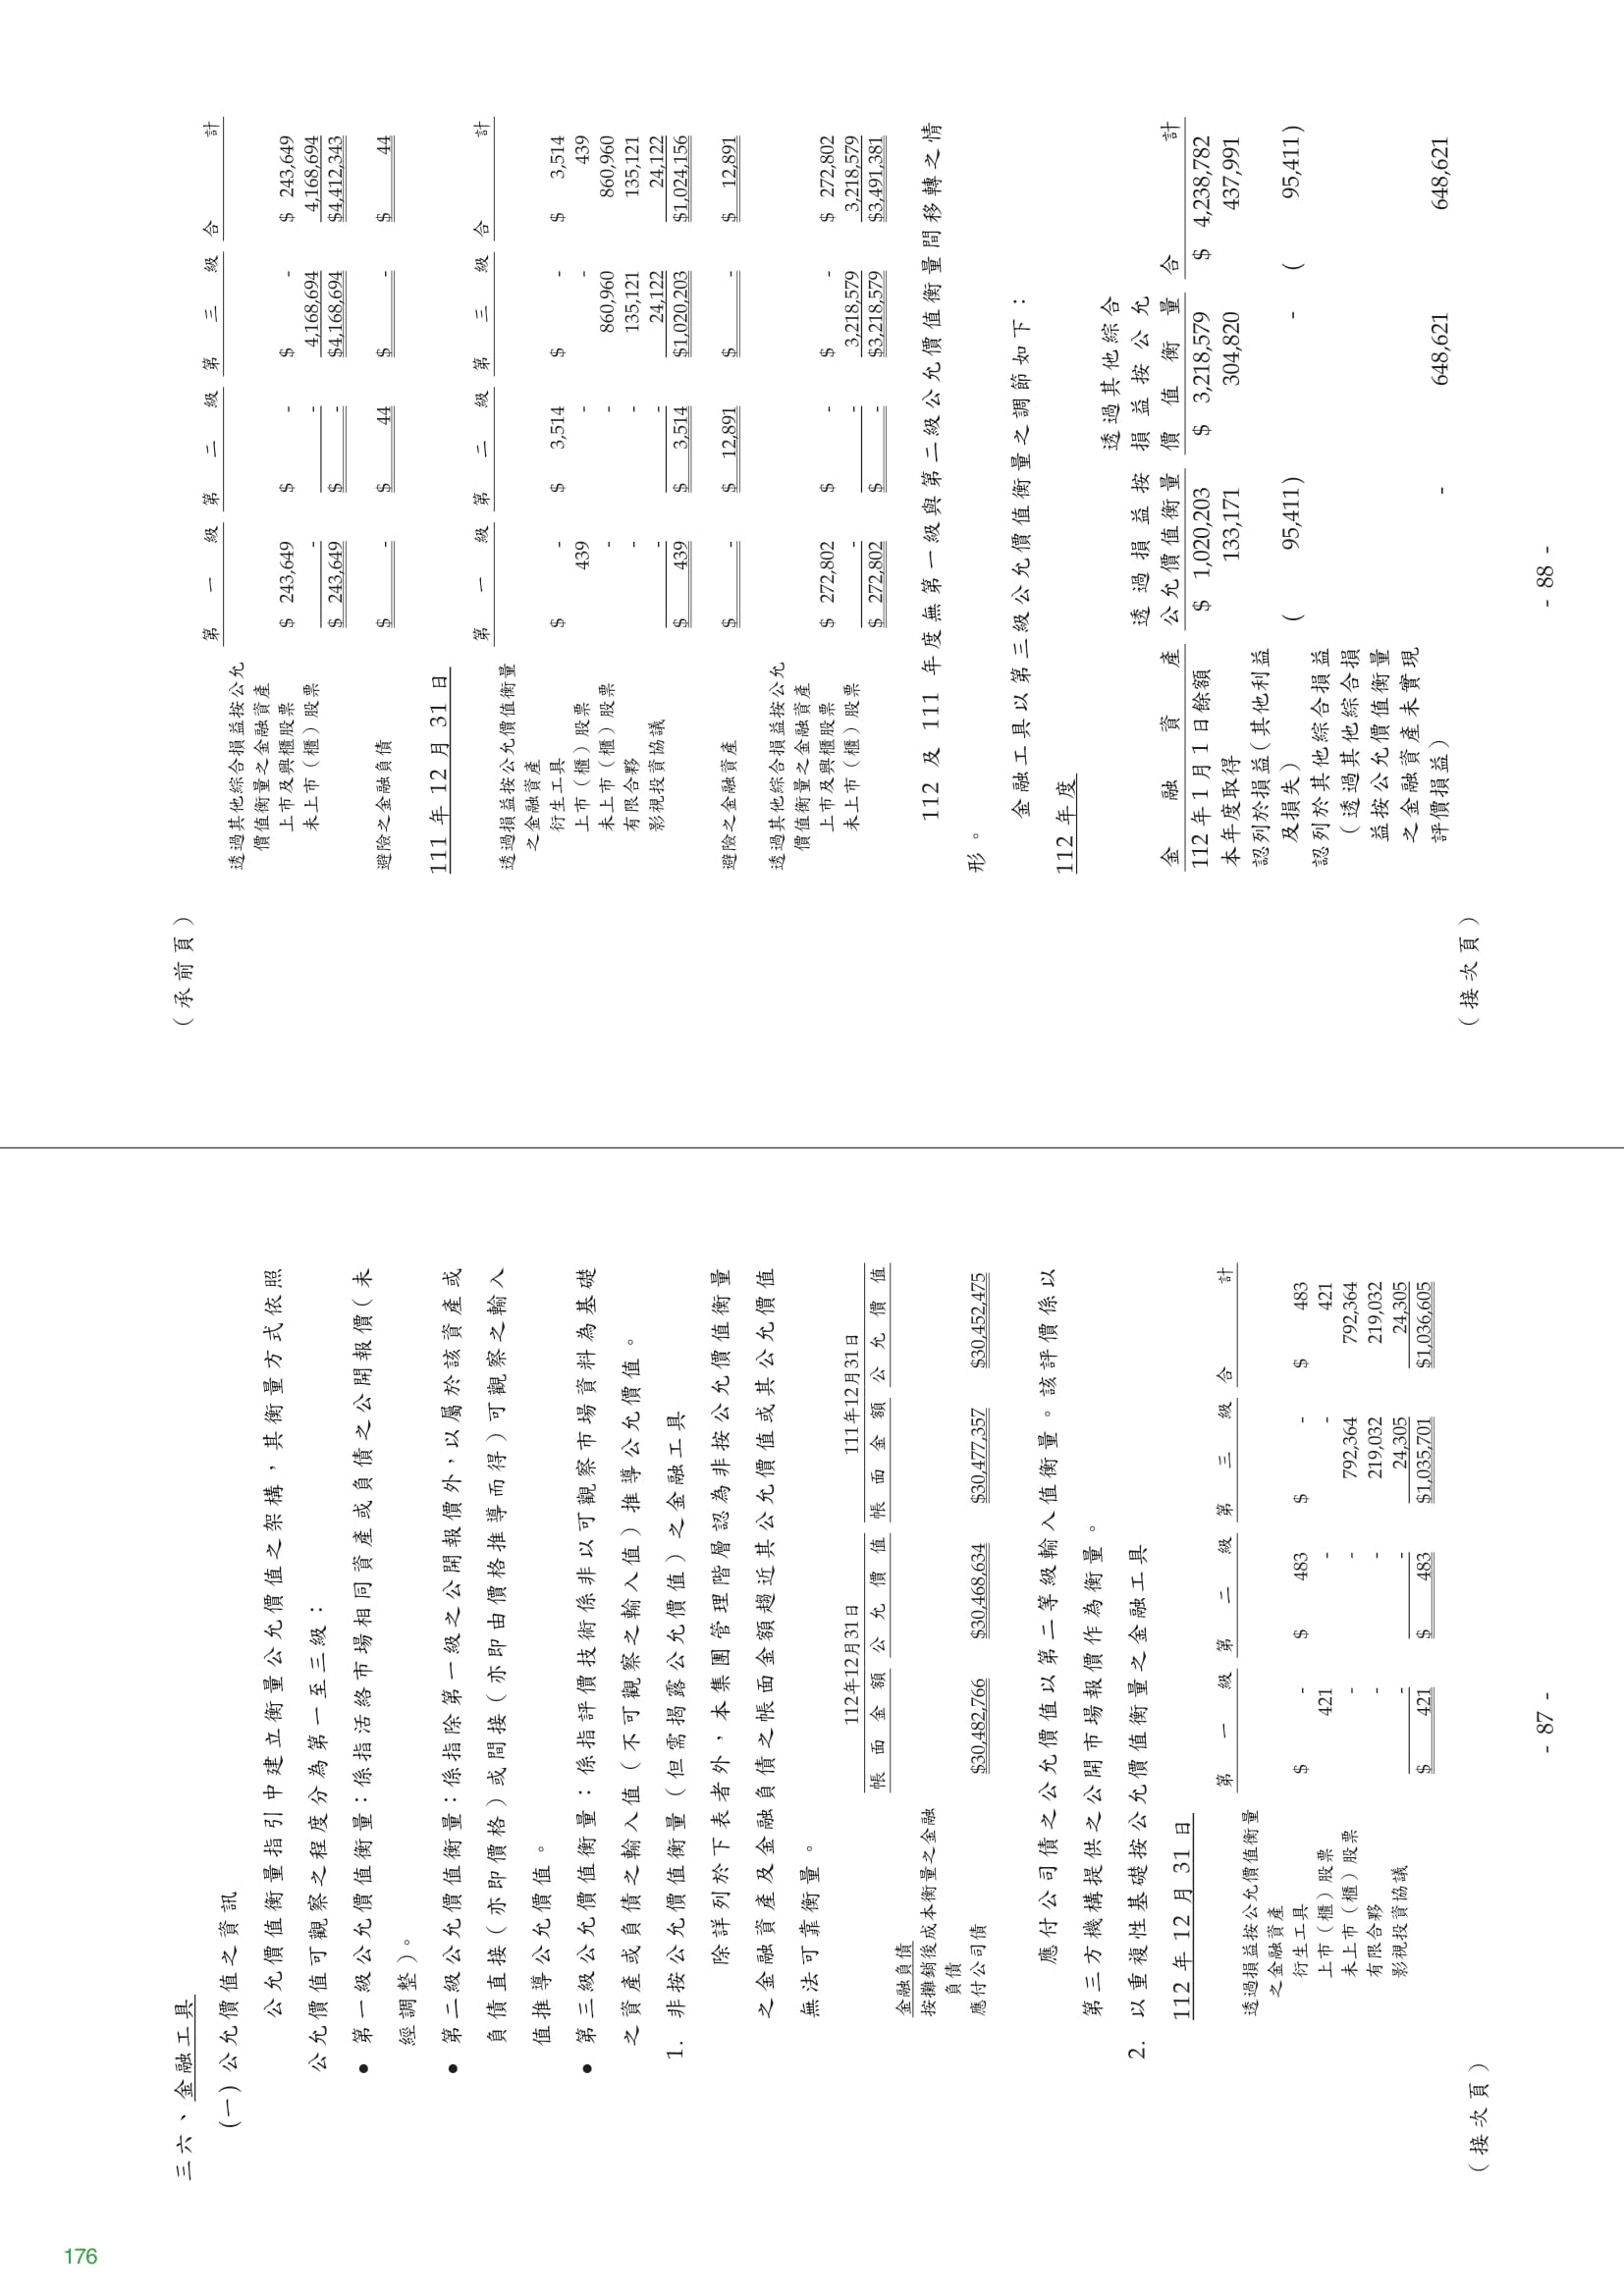 176
三六、金融工具
(一)公允價值之資訊
公允價值衡量指引中建立衡量公允價值之架構，其衡量方式依照
公允價值可觀察之程度分為第一至三級：
● 第一級公允價值衡量：係指活絡市場相同資產或負債之公開報價（未
經調整）。
● 第二級公允價值衡量：係指除第一級之公開報價外，以屬於該資產或
負債直接（亦即價格）或間接（亦即由價格推導而得）可觀察之輸入
值推導公允價值。
● 第三級公允價值衡量：係指評價技術係非以可觀察市場資料為基礎
之資產或負債之輸入值（不可觀察之輸入值）推導公允價值。
1. 非按公允價值衡量（但需揭露公允價值）之金融工具
除詳列於下表者外，本集團管理階層認為非按公允價值衡量
之金融資產及金融負債之帳面金額趨近其公允價值或其公允價值
無法可靠衡量。
112年12月31日 111年12月31日
帳面金額 公允價值 帳面金額 公允價值
金融負債
按攤銷後成本衡量之金融
負債
應付公司債 $30,482,766 $30,468,634 $30,477,357 $30,452,475
應付公司債之公允價值以第二等級輸入值衡量。該評價係以
第三方機構提供之公開市場報價作為衡量。
2. 以重複性基礎按公允價值衡量之金融工具
112 年 12 月 31 日
第一級 第二級 第三級 合計
透過損益按公允價值衡量
之金融資產
衍生工具 $ - $ 483 $ - $ 483
上市（櫃）股票 421 - - 421
未上市（櫃）股票 - - 792,364 792,364
有限合夥 - - 219,032 219,032
影視投資協議 - - 24,305 24,305
$ 421 $ 483 $1,035,701 $1,036,605
（接次頁）
- 87 -
（承前頁）
第一級 第二級 第三級 合計
透過其他綜合損益按公允
價值衡量之金融資產
上市及興櫃股票 $ 243,649 $ - $ - $ 243,649
未上市（櫃）股票 - - 4,168,694 4,168,694
$ 243,649 $ - $4,168,694 $4,412,343
避險之金融負債 $ - $ 44 $ - $ 44
111 年 12 月 31 日
第一級 第二級 第三級 合計
透過損益按公允價值衡量
之金融資產
衍生工具 $ - $ 3,514 $ - $ 3,514
上市（櫃）股票 439 - - 439
未上市（櫃）股票 - - 860,960 860,960
有限合夥 - - 135,121 135,121
影視投資協議 - - 24,122 24,122
$ 439 $ 3,514 $1,020,203 $1,024,156
避險之金融資產 $ - $ 12,891 $ - $ 12,891
透過其他綜合損益按公允
價值衡量之金融資產
上市及興櫃股票 $ 272,802 $ - $ - $ 272,802
未上市（櫃）股票 - - 3,218,579 3,218,579
$ 272,802 $ - $3,218,579 $3,491,381
112 及 111 年度無第一級與第二級公允價值衡量間移轉之情
形。
金融工具以第三級公允價值衡量之調節如下：
112 年度
透過其他綜合
透過損益按 損益按公允
金融資產 公允價值衡量 價值衡量 合計
112 年 1 月 1 日餘額 $ 1,020,203 $ 3,218,579 $ 4,238,782
本年度取得 133,171 304,820 437,991
認列於損益（其他利益
及損失） ( 95,411) - ( 95,411)
認列於其他綜合損益
（透過其他綜合損
益按公允價值衡量
之金融資產未實現
評價損益） - 648,621 648,621
（接次頁）
- 88 -